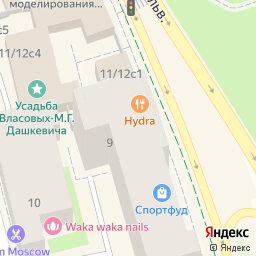 моделирования...
11/12с4
11/12с1
ЛЬВ.
с5
Усадьба
Власовых-М.Г.
Дашкевича
Hydra
9
10
Спортфуд
Waka waka nails
m Moscow
Яндекс